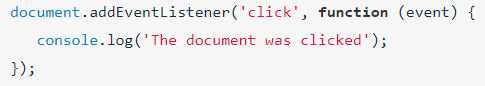 document.addEventListener('click', function (event) {
   console.log('The document was clicked');
});